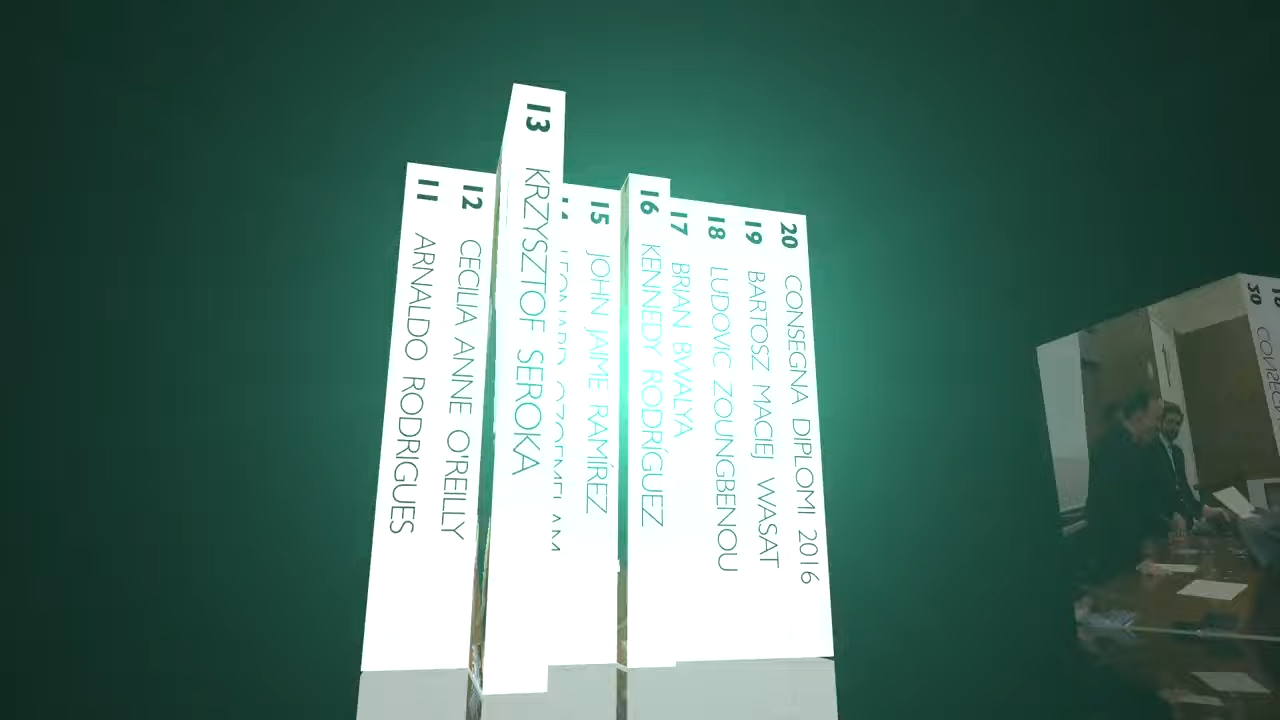 11 ARNALDO RODRIGUES
12 CECILIA ANNE O'REILLY
13 KRZYSZTOF SEROKA
15 JOHN JAIME RAMÍREZ
16 KENNEDY RODRÍGUEZ
17 BRIAN BWALYA
18 LUDOVIC ZOUNGBENOU
19 BARTOSZ MACIEJ WASAT
20 CONSEGNA DIPLOMI 2016